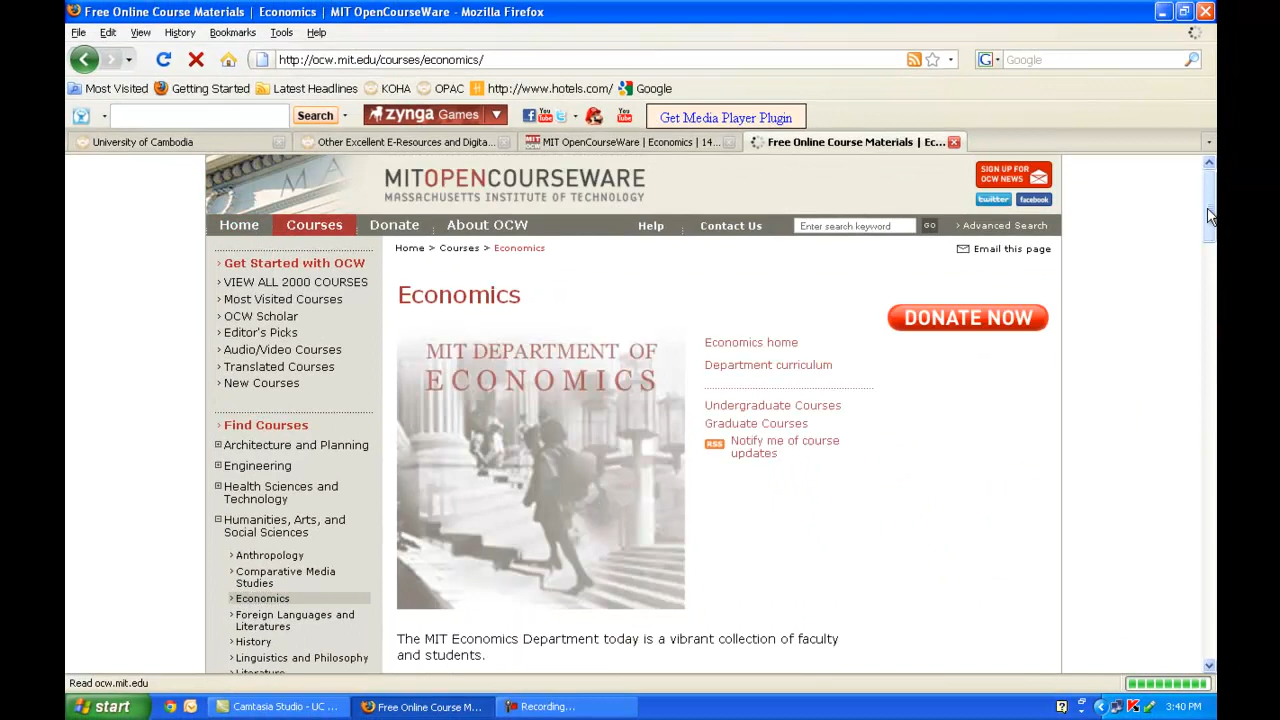 Free Online Course Materials | Economics | MIT OpenCourseWare - Mozilla Firefox
File Edit View History Bookmarks Tools Help
http://ocw.mit.edu/courses/economics/
G Google
Most Visited Getting Started Latest Headlines KOHA OPAC http://www.hotels.com/ Google
Search zynga Games You Tube You Tube Get Media Player Plugin
University of Cambodia Other Excellent E-Resources and Digita... MIT OpenCourseWare | Economics | 14... Free Online Course Materials | Ec...
MITOPENCOURSEWARE
MASSACHUSETTS INSTITUTE OF TECHNOLOGY
SIGN UP FOR
OCW NEWS
twitter facebook
Home Courses Donate About OCW Help Contact Us Enter search keyword GO Advanced Search
Home > Courses > Economics
Email this page
Get Started with OCW
VIEW ALL 2000 COURSES
Most Visited Courses
OCW Scholar
Editor's Picks
Audio/Video Courses
Translated Courses
New Courses
Find Courses
Architecture and Planning
Engineering
Health Sciences and
Technology
Humanities, Arts, and
Social Sciences
Anthropology
Comparative Media
Studies
Economics
Foreign Languages and
Literatures
History
Linguistics and Philosophy
Literature
Economics
MIT DEPARTMENT OF
ECONOMICS
Economics home
Department curriculum
Undergraduate Courses
Graduate Courses
RSS Notify me of course
updates
DONATE NOW
The MIT Economics Department today is a vibrant collection of faculty
and students.
Read ocw.mit.edu
start Camtasia Studio - UC ... Free Online Course M... Recording... 3:40 PM